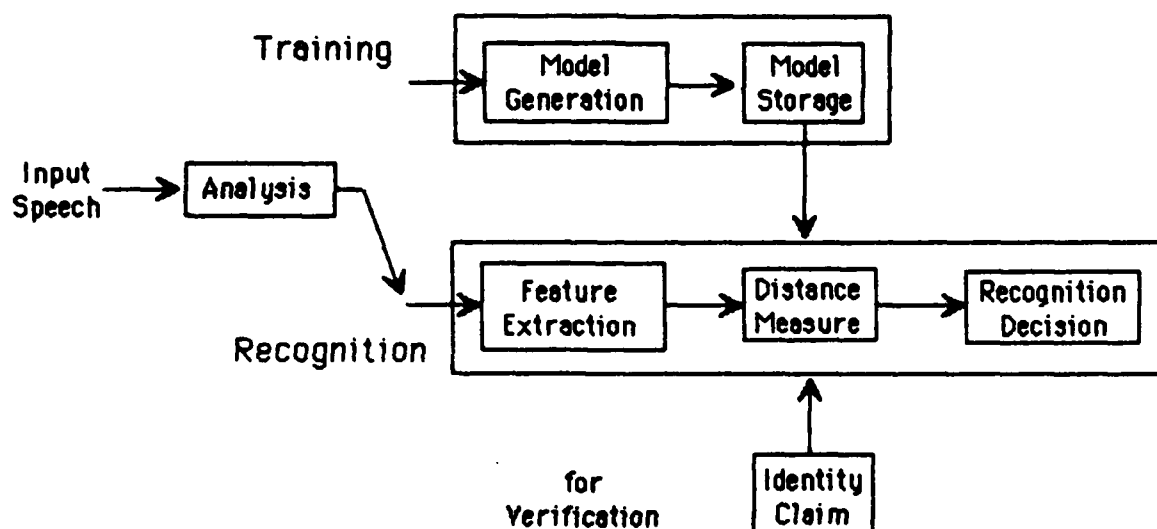 Training
Model
Generation
Model
Storage
Input
Speech
Analysis
Feature
Extraction
Distance
Measure
Recognition
Decision
Recognition
for
Verification
Identity
Claim